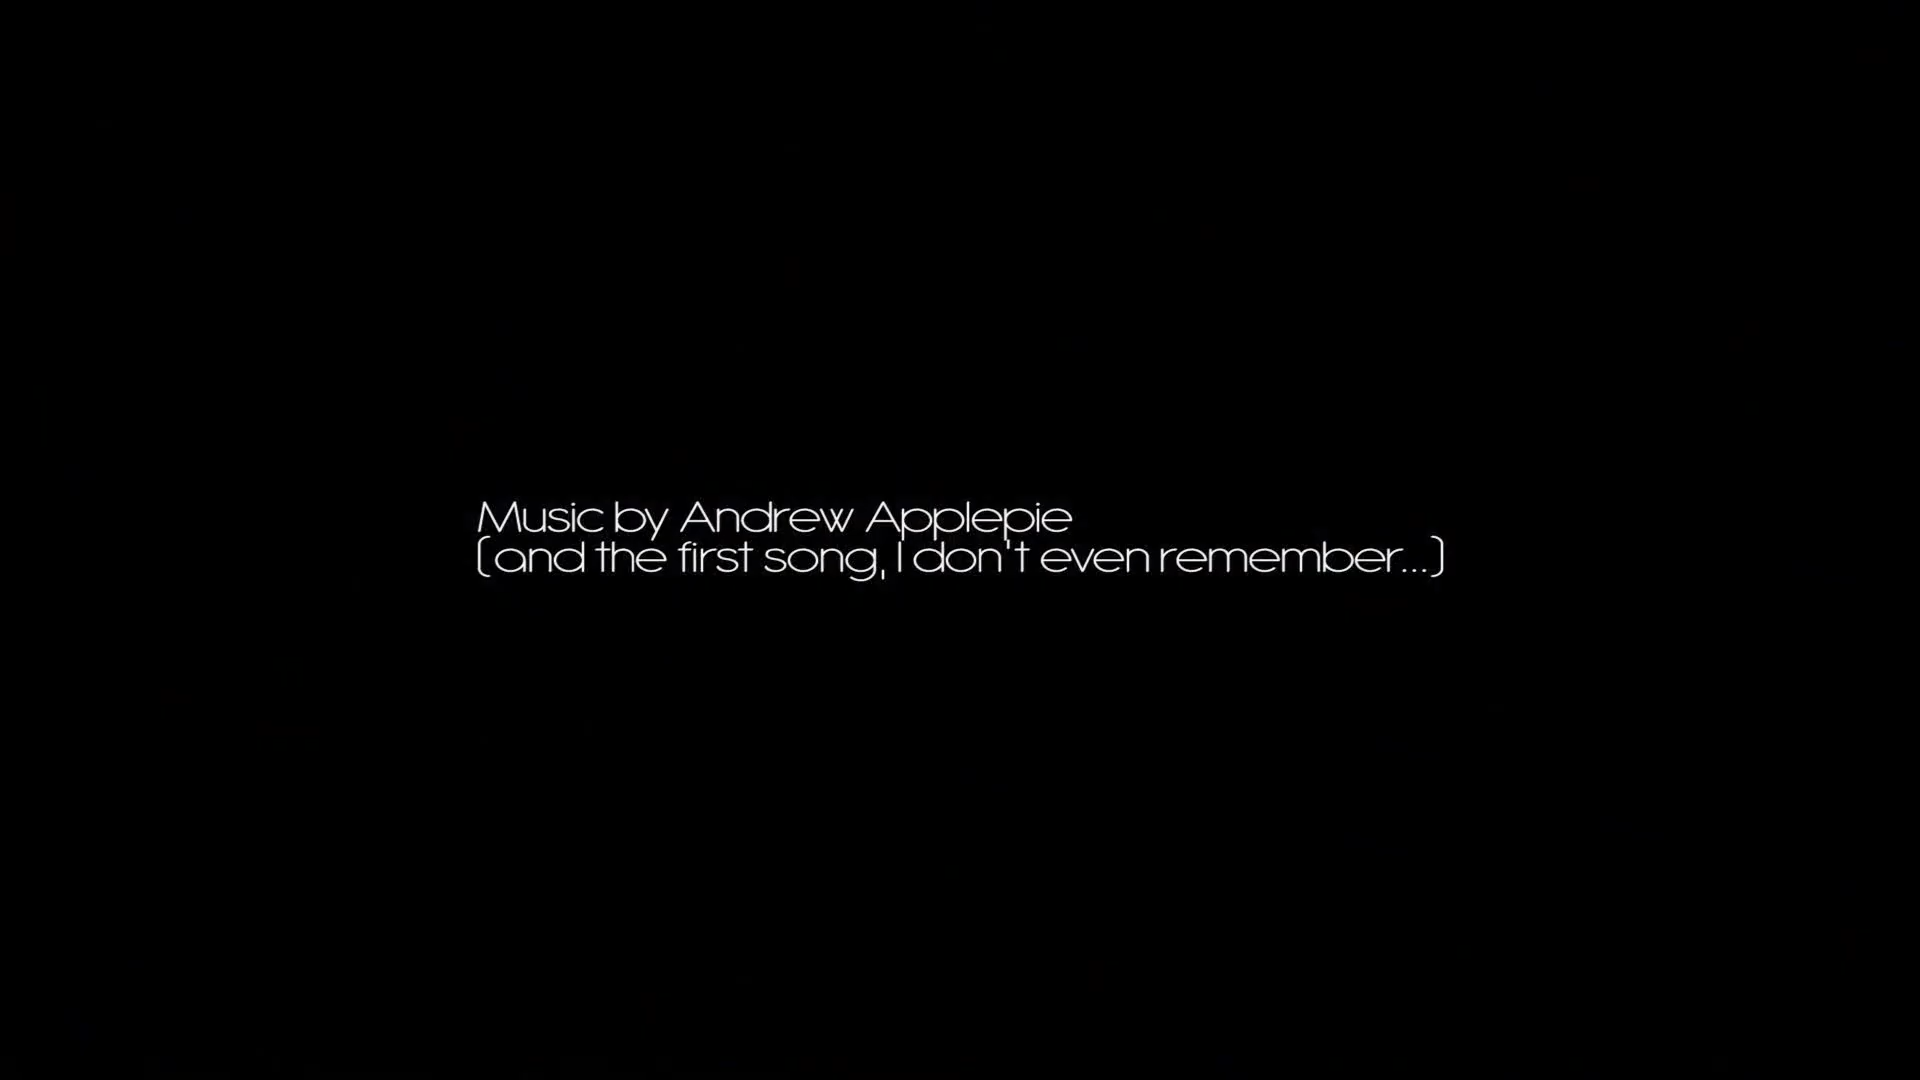 Music by Andrew Applepie
(and the first song, I don't even remember...)